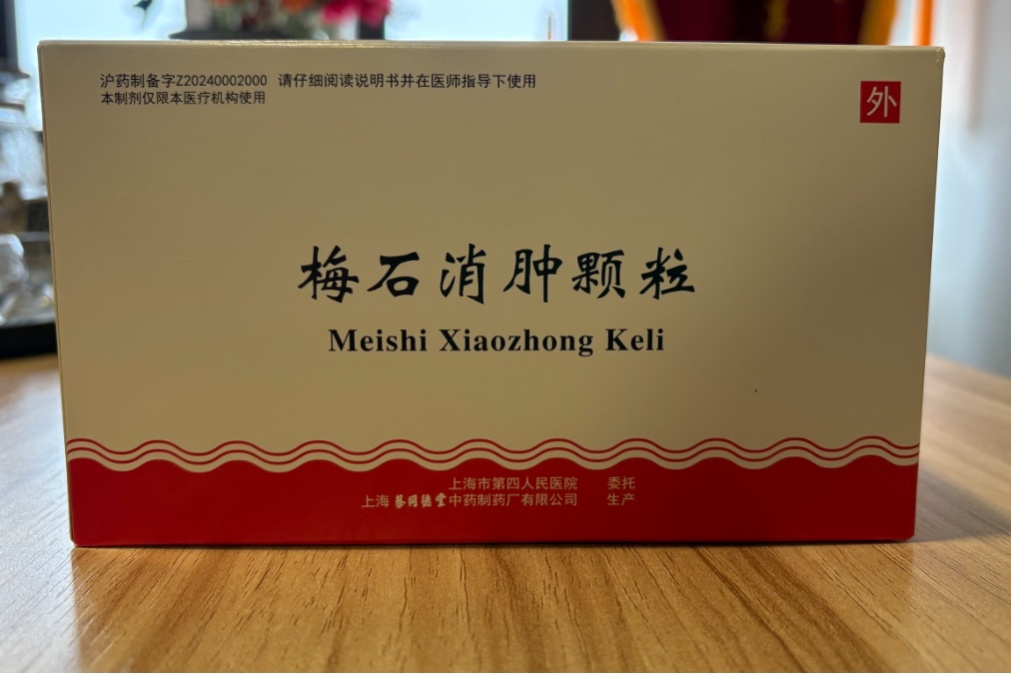 沪药制备字Z20240002000 请仔细阅读说明书并在医师指导下使用
本制剂仅限本医疗机构使用
外
梅石消肿颗粒
Meishi Xiaozhong Keli
上海市第四人民医院 委托
上海蔡同德堂中药制药厂有限公司 生产